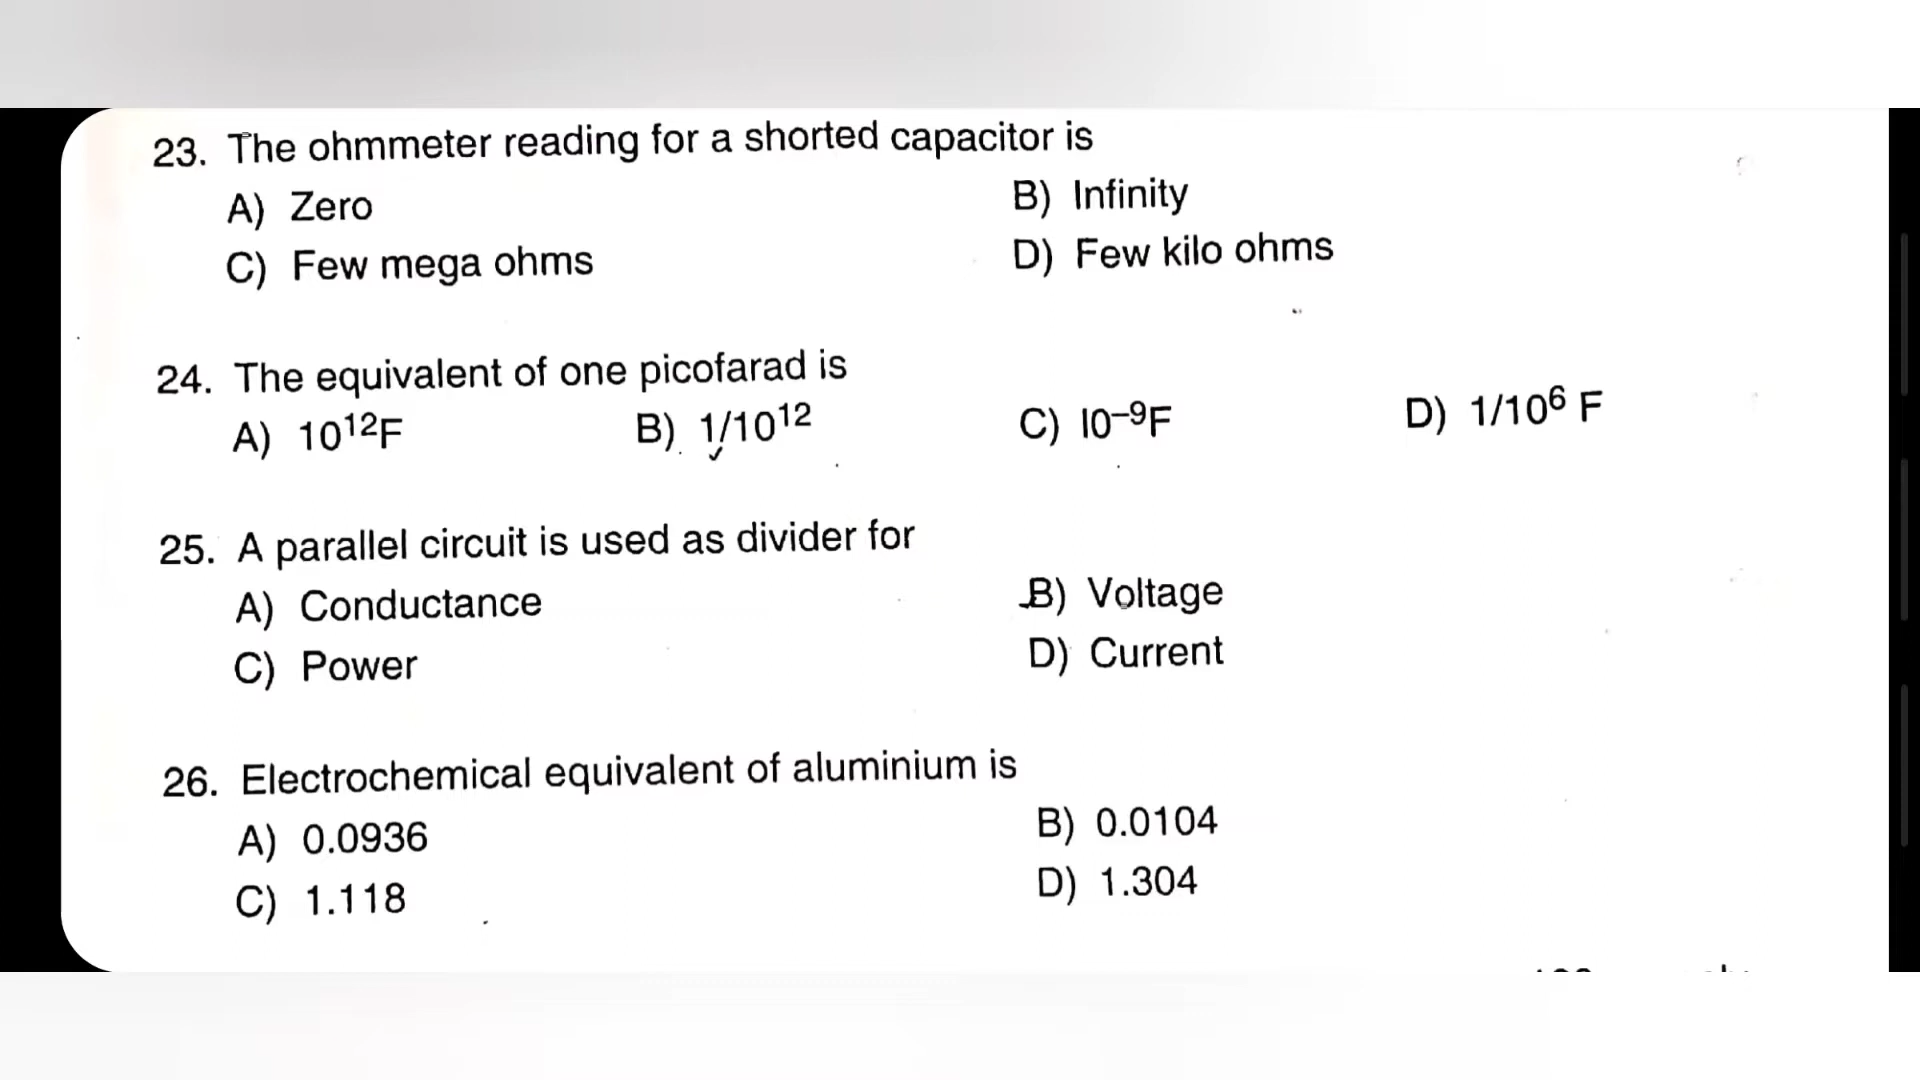 23. The ohmmeter reading for a shorted capacitor is
A) Zero B) Infinity
C) Few mega ohms D) Few kilo ohms
24. The equivalent of one picofarad is
A) 10¹²F B) 1/10¹² C) I0⁻⁹F D) 1/10⁶ F
25. A parallel circuit is used as divider for
A) Conductance B) Voltage
C) Power D) Current
26. Electrochemical equivalent of aluminium is
A) 0.0936 B) 0.0104
C) 1.118 D) 1.304